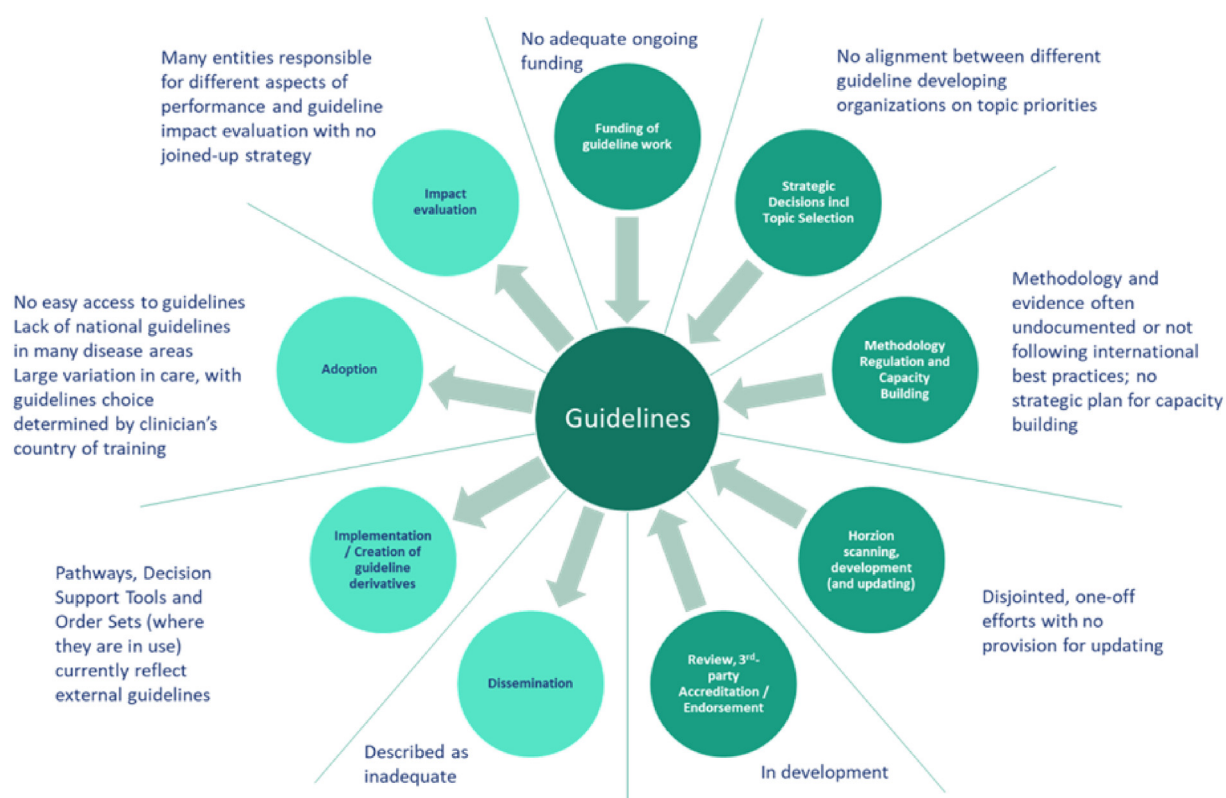 No adequate ongoing
funding
Funding of
guideline work
No alignment between different
guideline developing
organizations on topic priorities
Strategic
Decisions incl
Topic Selection
Methodology and
evidence often
undocumented or not
following international
best practices; no
strategic plan for capacity
building
Methodology
Regulation and
Capacity
Building
Horzion
scanning,
development
(and updating)
Disjointed, one-off
efforts with no
provision for updating
Review, 3rd-
party
Accreditation /
Endorsement
In development
Dissemination
Described as
inadequate
Implementation
/ Creation of
guideline
derivatives
Pathways, Decision
Support Tools and
Order Sets (where
they are in use)
currently reflect
external guidelines
Adoption
No easy access to guidelines
Lack of national guidelines
in many disease areas
Large variation in care, with
guidelines choice
determined by clinician's
country of training
Impact
evaluation
Many entities responsible
for different aspects of
performance and guideline
impact evaluation with no
joined-up strategy
Guidelines